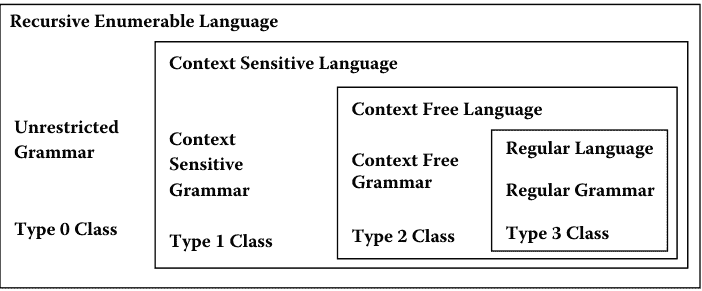 Recursive Enumerable Language
Context Sensitive Language
Context Free Language
Unrestricted
Grammar
Context
Sensitive
Grammar
Context Free
Grammar
Regular Language
Regular Grammar
Type 0 Class
Type 1 Class
Type 2 Class
Type 3 Class